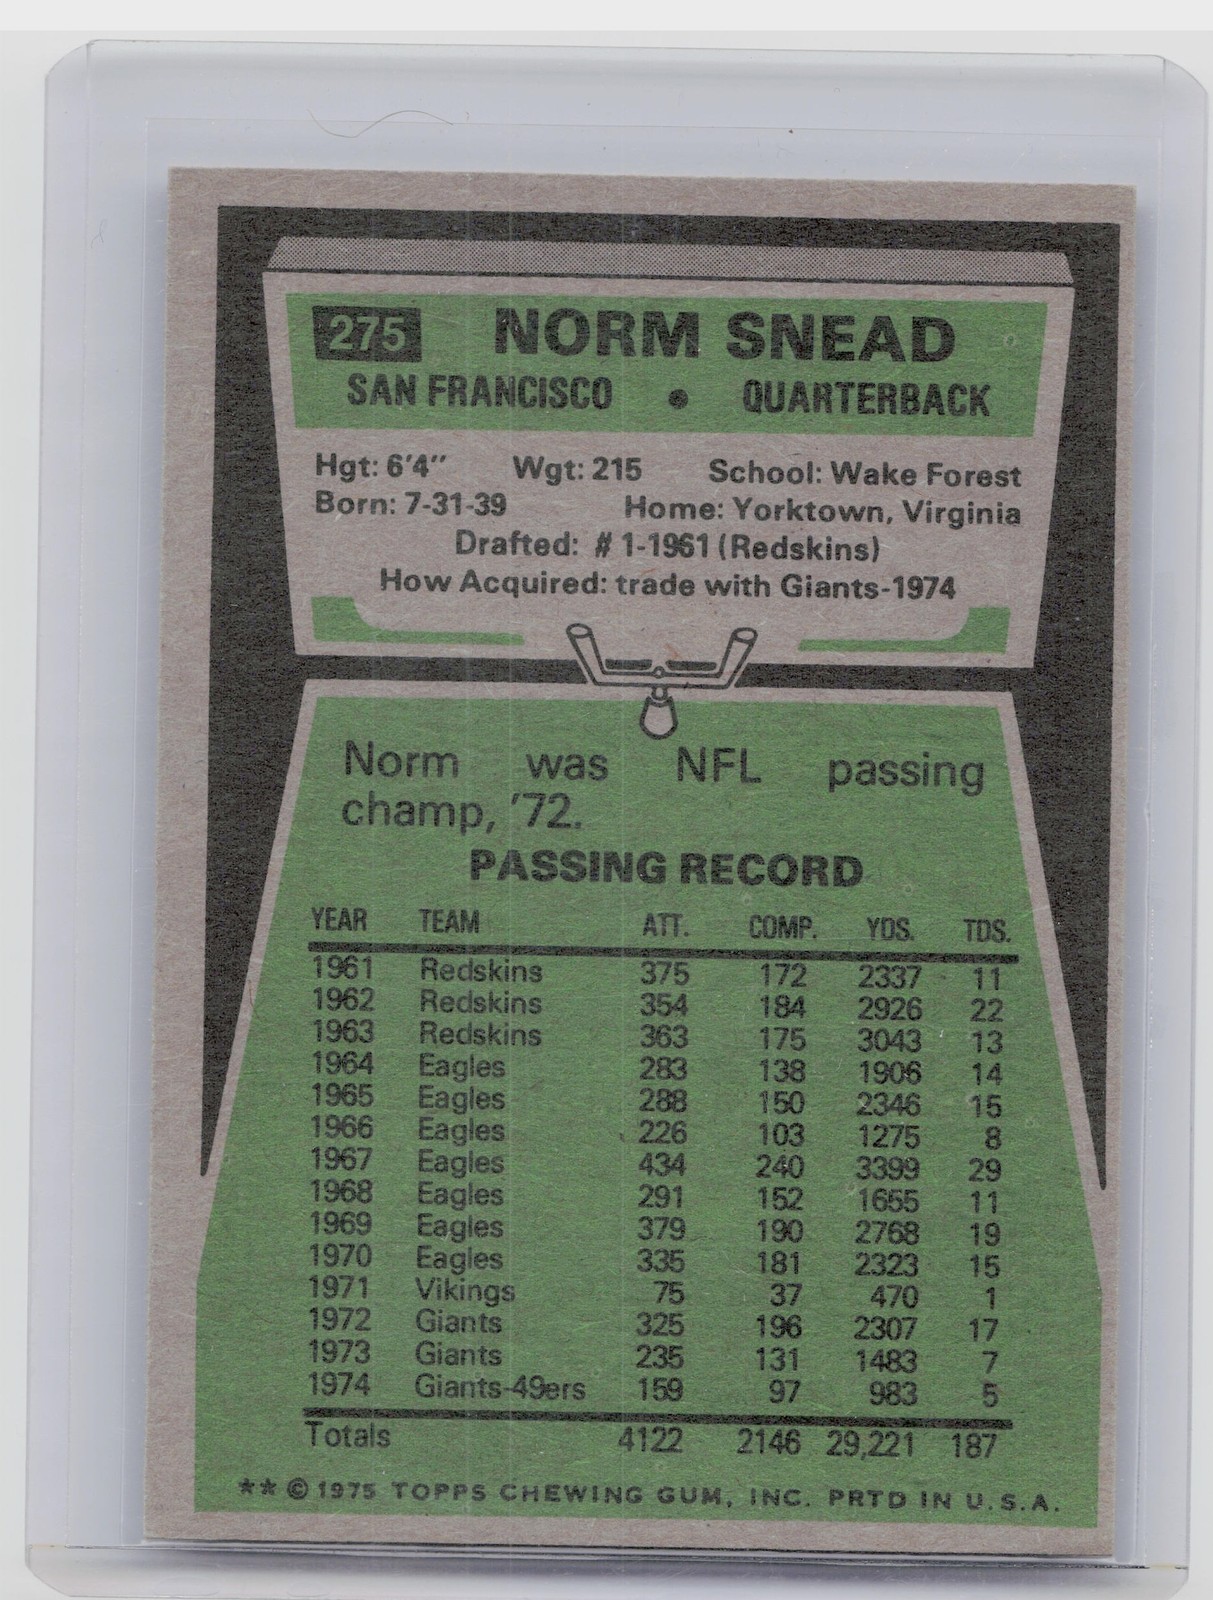 275 NORM SNEAD
SAN FRANCISCO • QUARTERBACK
Hgt: 6'4" Wgt: 215 School: Wake Forest
Born: 7-31-39 Home: Yorktown, Virginia
Drafted: #1-1961 (Redskins)
How Acquired: trade with Giants-1974
Norm was NFL passing
champ, '72.
PASSING RECORD
YEAR TEAM ATT. COMP. YDS. TDS.
1961 Redskins 375 172 2337 11
1962 Redskins 354 184 2926 22
1963 Redskins 363 175 3043 13
1964 Eagles 283 138 1906 14
1965 Eagles 288 150 2346 15
1966 Eagles 226 103 1275 8
1967 Eagles 434 240 3399 29
1968 Eagles 291 152 1655 11
1969 Eagles 379 190 2768 19
1970 Eagles 335 181 2323 15
1971 Vikings 75 37 470 1
1972 Giants 325 196 2307 17
1973 Giants 235 131 1483 7
1974 Giants-49ers 159 97 983 5
Totals 4122 2146 29,221 187
** © 1975 TOPPS CHEWING GUM, INC. PRTD IN U.S.A.